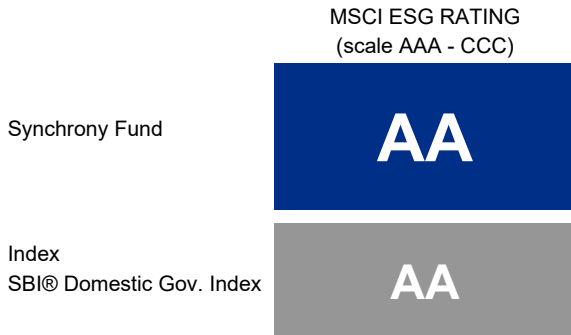 MSCI ESG RATING
(scale AAA - CCC)
Synchrony Fund
AA
Index
SBI® Domestic Gov. Index
AA